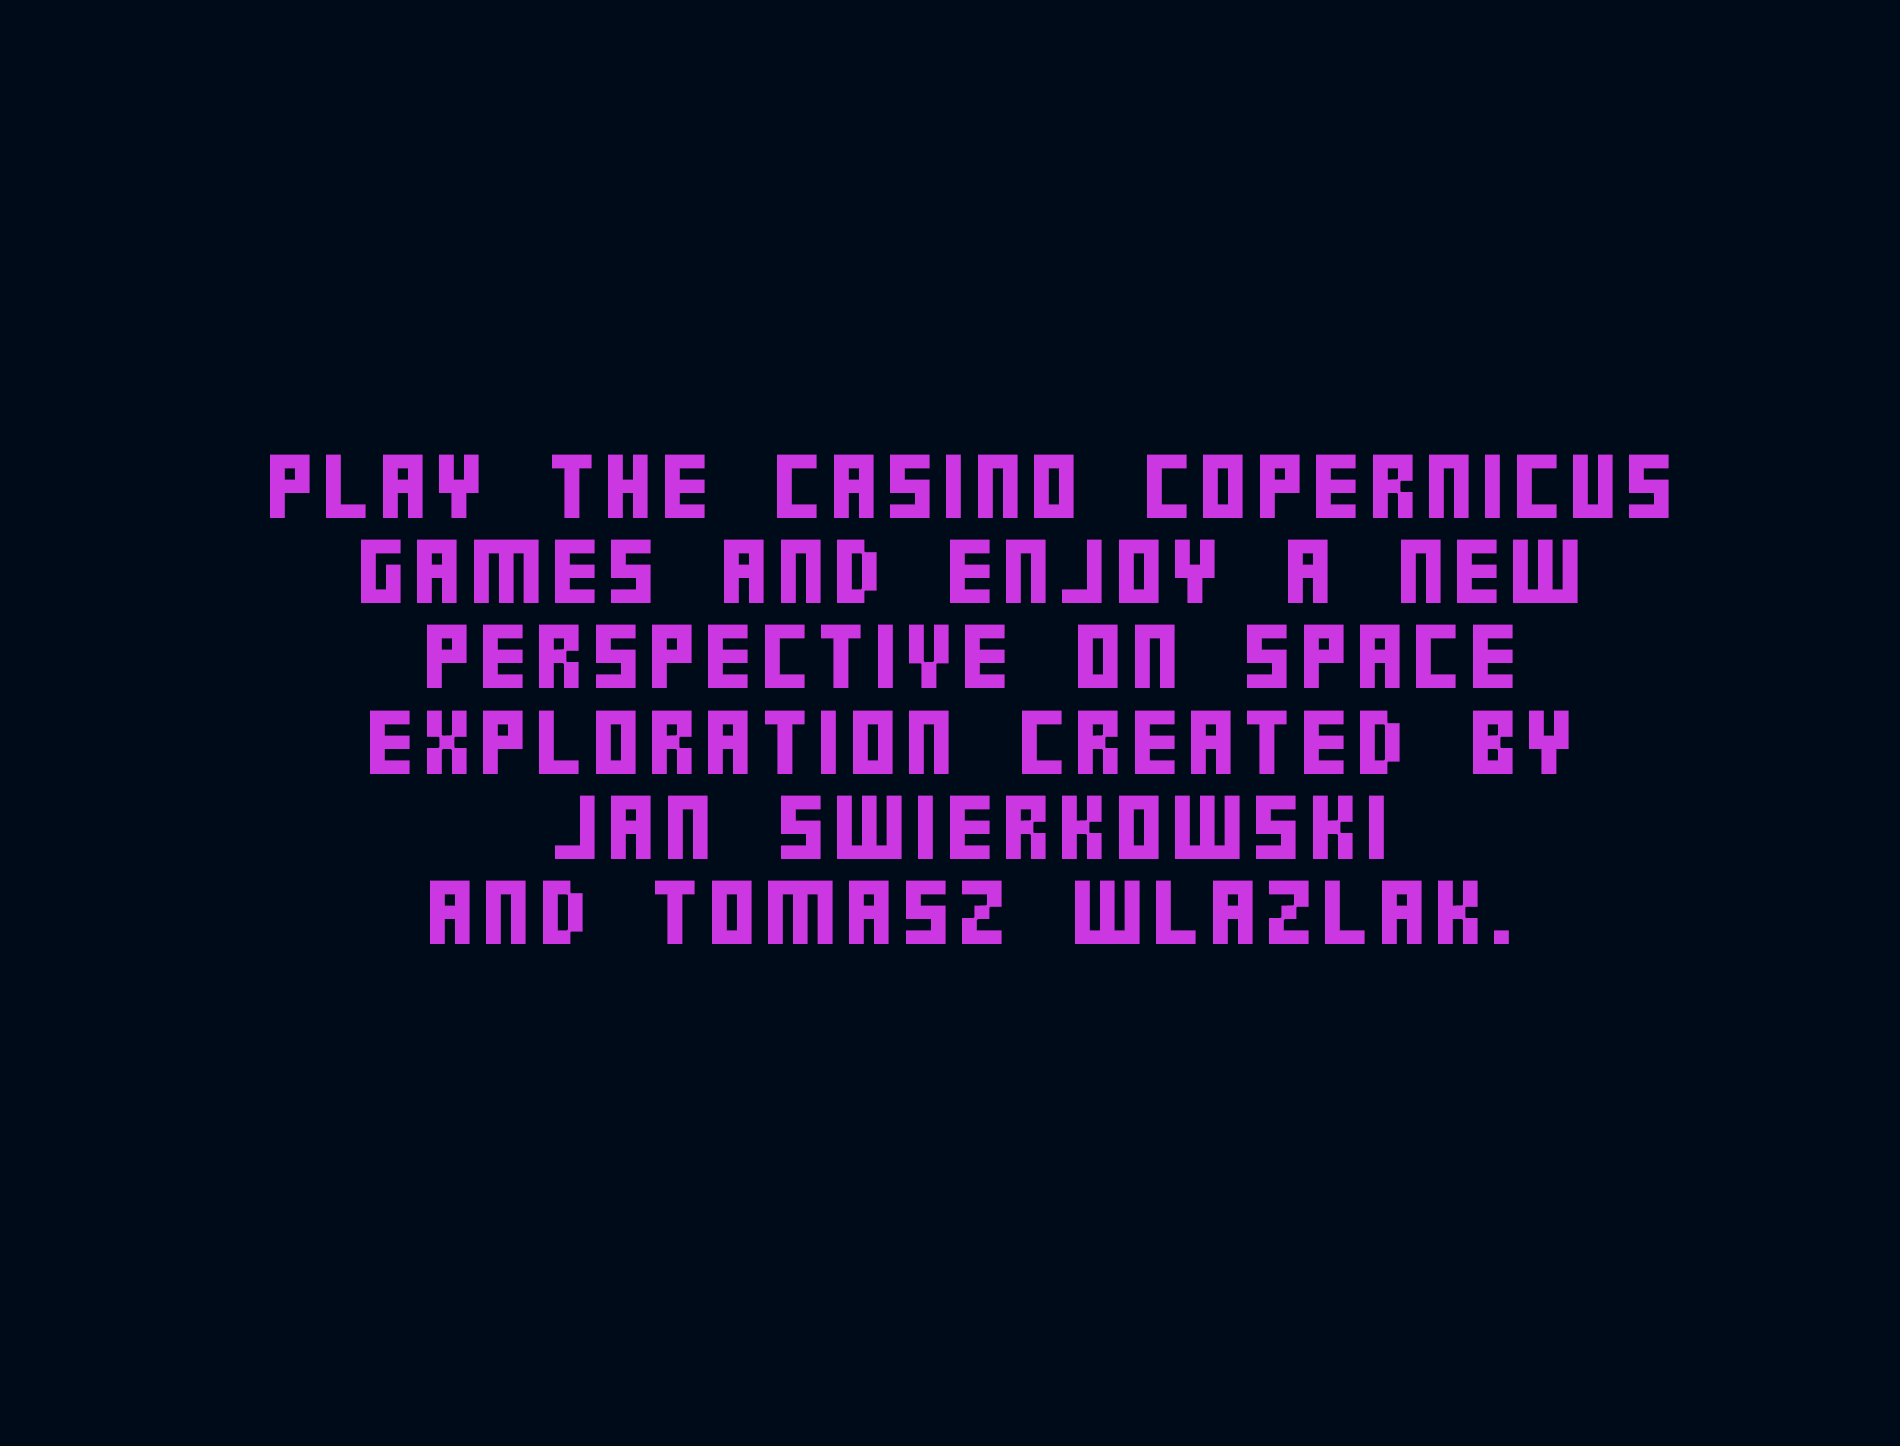 PLAY THE CASINO COPERNICUS
GAMES AND ENJOY A NEW
PERSPECTIVE ON SPACE
EXPLORATION CREATED BY
JAN SWIERKOWSKI
AND TOMASZ WLAZLAK.